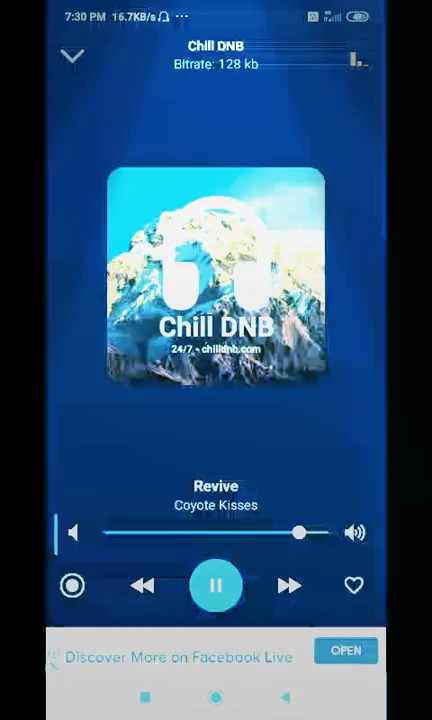 7:30 PM 16.7KB/s
Chill DNB
Bitrate: 128 kb
Chill DNB
24/7 - chilldnb.com
Revive
Coyote Kisses
Discover More on Facebook Live
OPEN